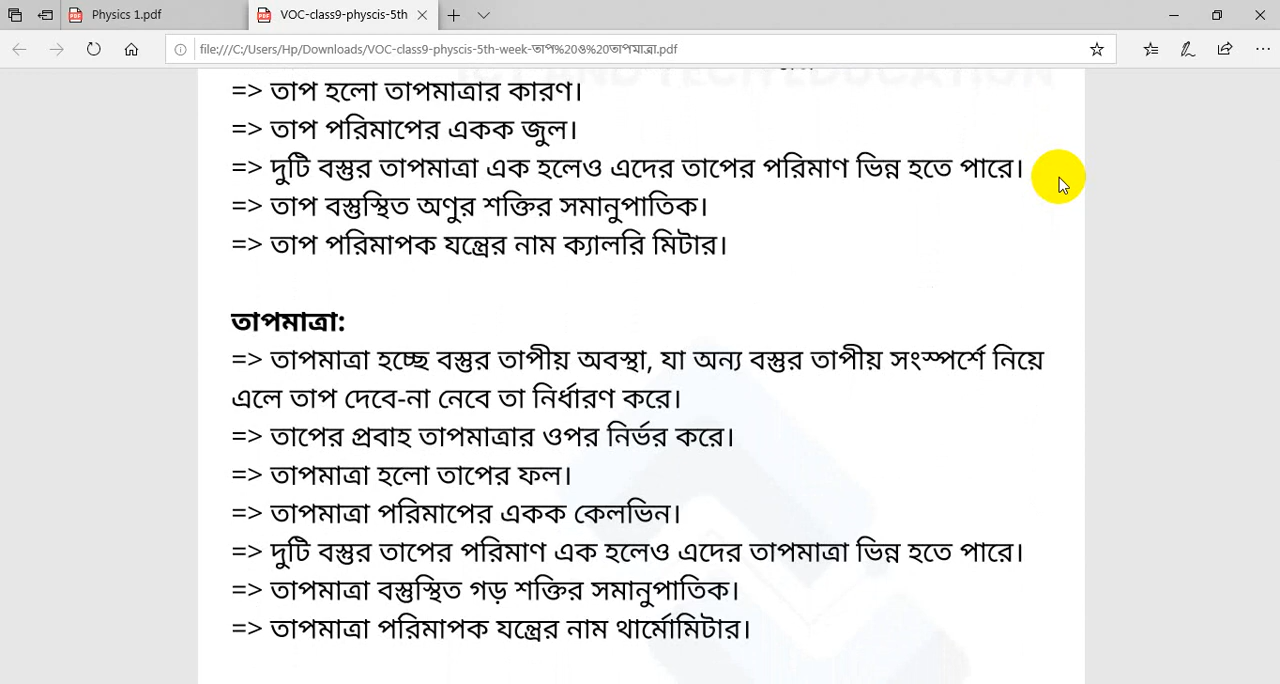 Physics 1.pdf
VOC-class9-physcis-5th
file:///C:/Users/Hp/Downloads/VOC-class9-physcis-5th-week-তাপ%20ও%20তাপমাত্রা.pdf
ICT AND TECH EDUCATION
=> তাপ হলো তাপমাত্রার কারণ।
=> তাপ পরিমাপের একক জুল।
=> দুটি বস্তুর তাপমাত্রা এক হলেও এদের তাপের পরিমাণ ভিন্ন হতে পারে।
=> তাপ বস্তুস্থিত অণুর শক্তির সমানুপাতিক।
=> তাপ পরিমাপক যন্ত্রের নাম ক্যালরি মিটার।
তাপমাত্রা:
=> তাপমাত্রা হচ্ছে বস্তুর তাপীয় অবস্থা, যা অন্য বস্তুর তাপীয় সংস্পর্শে নিয়ে
এলে তাপ দেবে-না নেবে তা নির্ধারণ করে।
=> তাপের প্রবাহ তাপমাত্রার ওপর নির্ভর করে।
=> তাপমাত্রা হলো তাপের ফল।
=> তাপমাত্রা পরিমাপের একক কেলভিন।
=> দুটি বস্তুর তাপের পরিমাণ এক হলেও এদের তাপমাত্রা ভিন্ন হতে পারে।
=> তাপমাত্রা বস্তুস্থিত গড় শক্তির সমানুপাতিক।
=> তাপমাত্রা পরিমাপক যন্ত্রের নাম থার্মোমিটার।